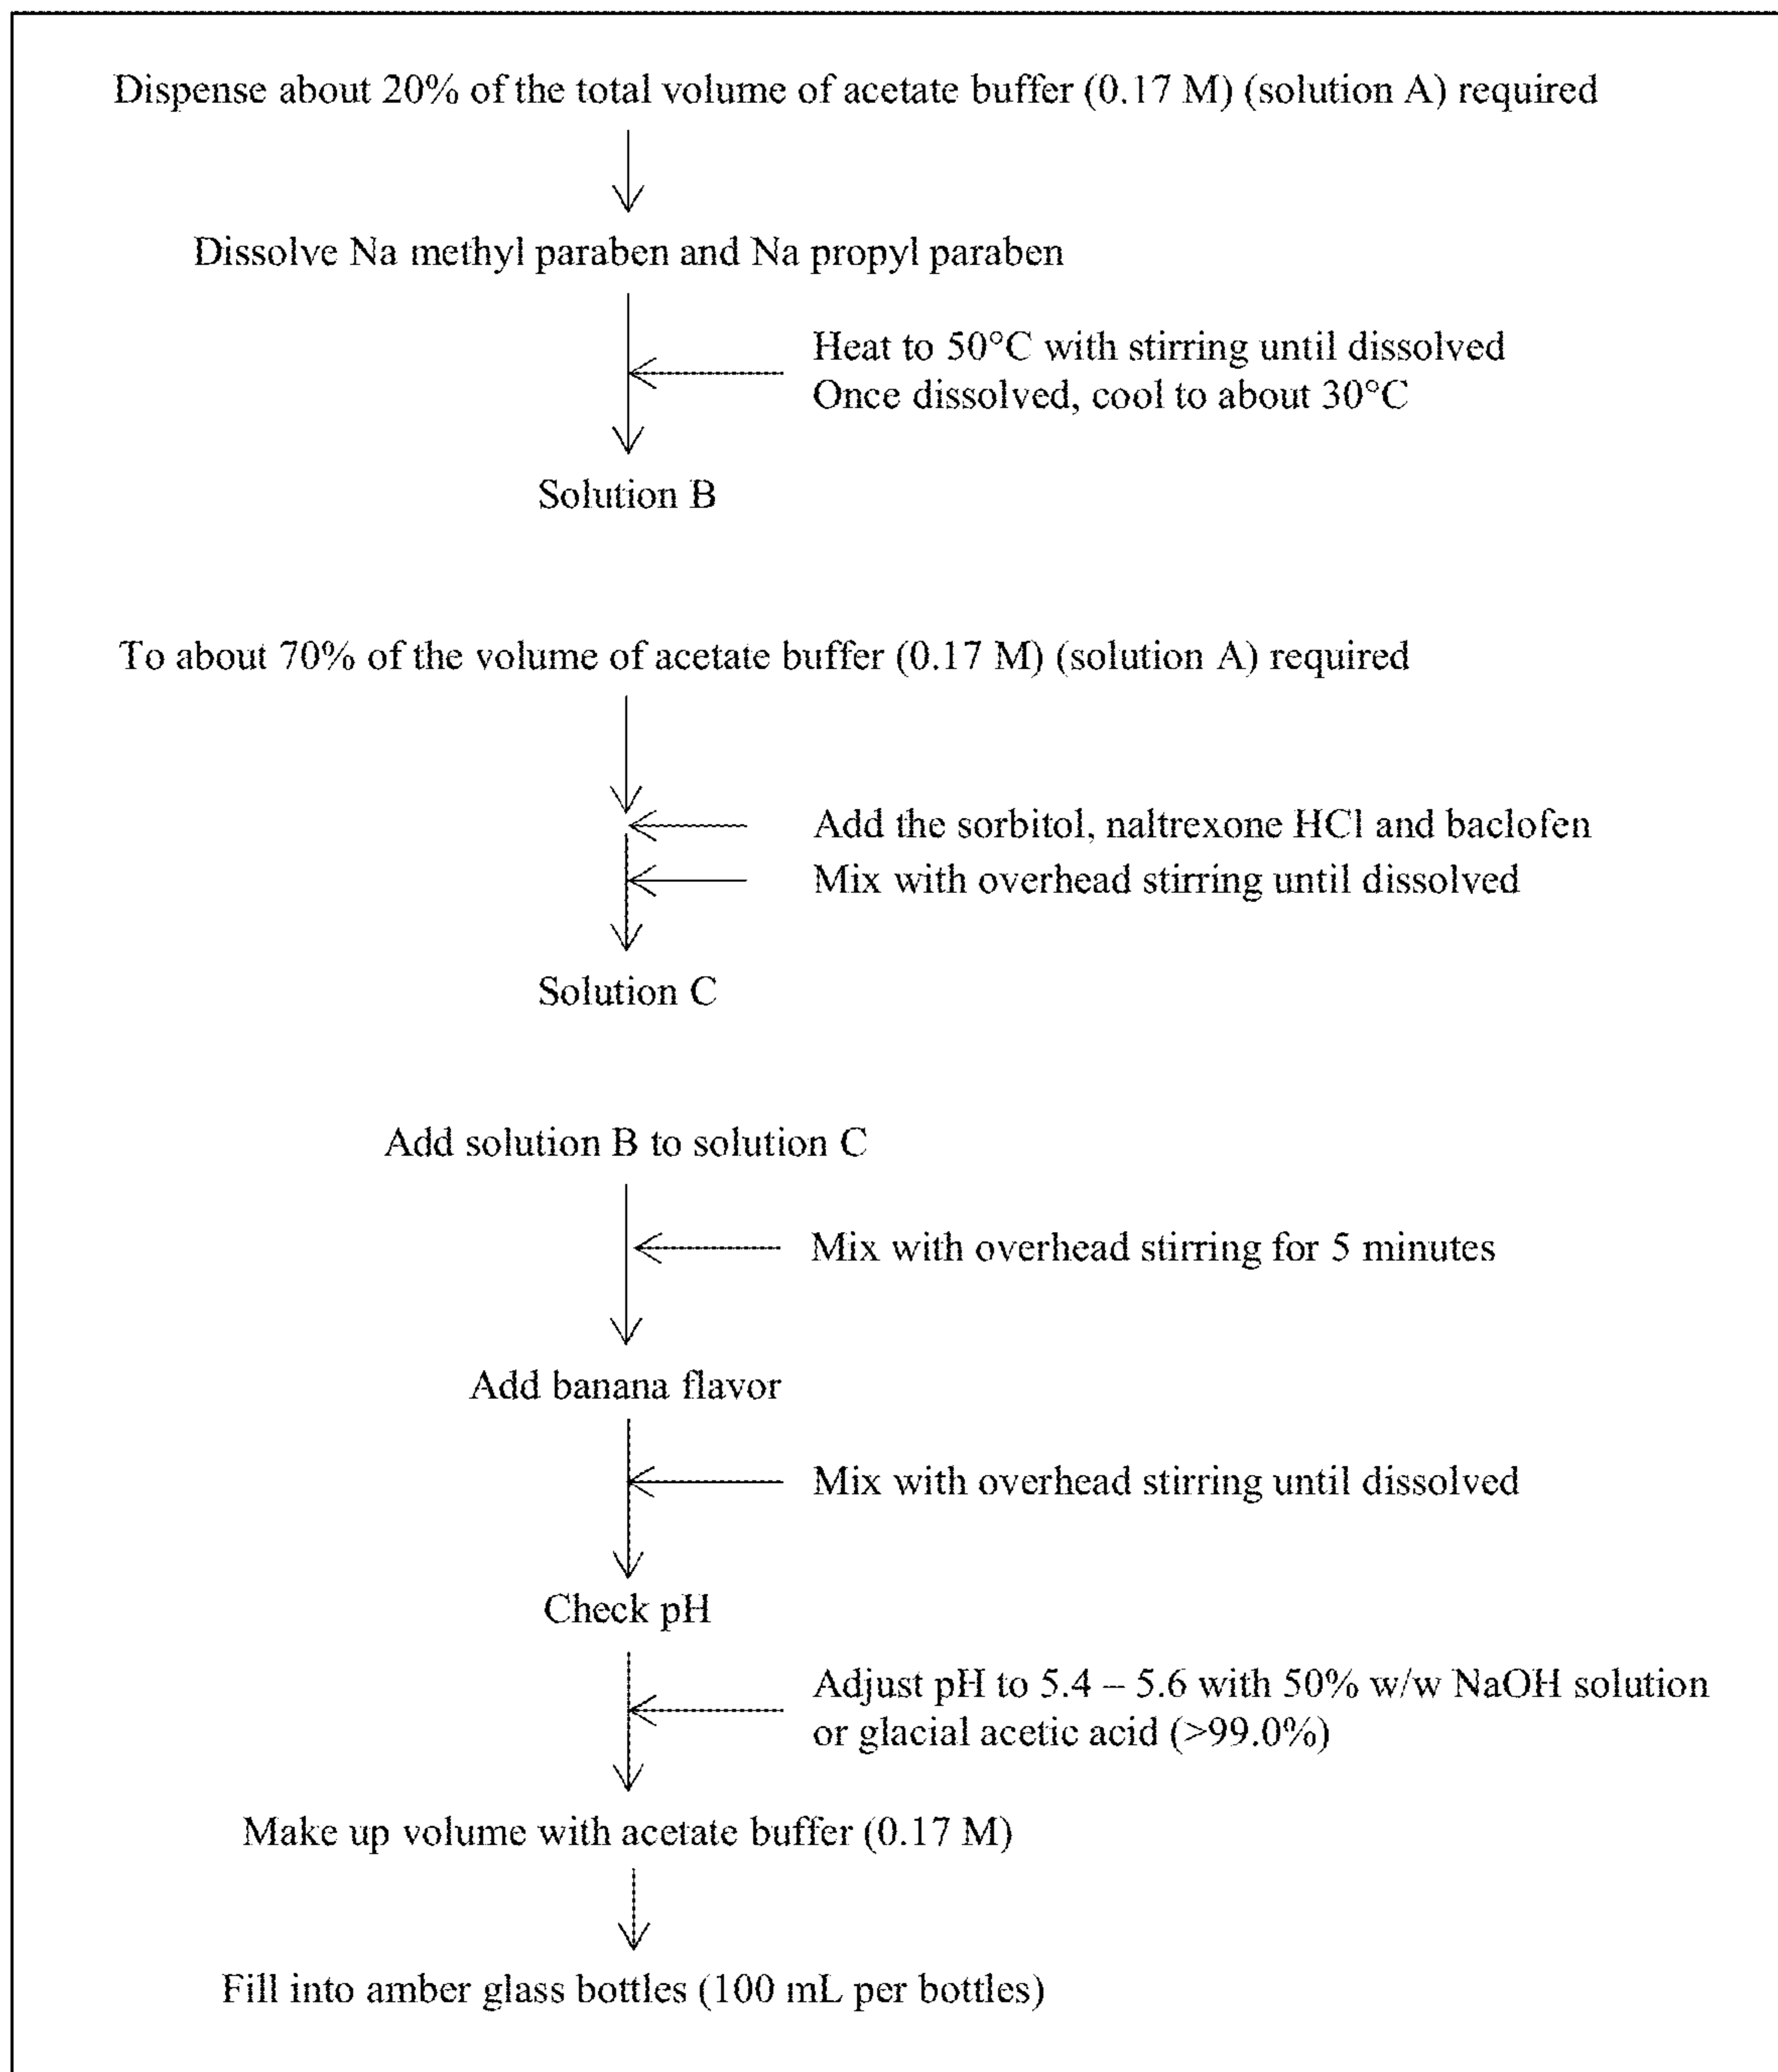 Dispense about 20% of the total volume of acetate buffer (0.17 M) (solution A) required
Dissolve Na methyl paraben and Na propyl paraben
Heat to 50°C with stirring until dissolved
Once dissolved, cool to about 30°C
Solution B
To about 70% of the volume of acetate buffer (0.17 M) (solution A) required
Add the sorbitol, naltrexone HCl and baclofen
Mix with overhead stirring until dissolved
Solution C
Add solution B to solution C
Mix with overhead stirring for 5 minutes
Add banana flavor
Mix with overhead stirring until dissolved
Check pH
Adjust pH to 5.4 – 5.6 with 50% w/w NaOH solution
or glacial acetic acid (>99.0%)
Make up volume with acetate buffer (0.17 M)
Fill into amber glass bottles (100 mL per bottles)